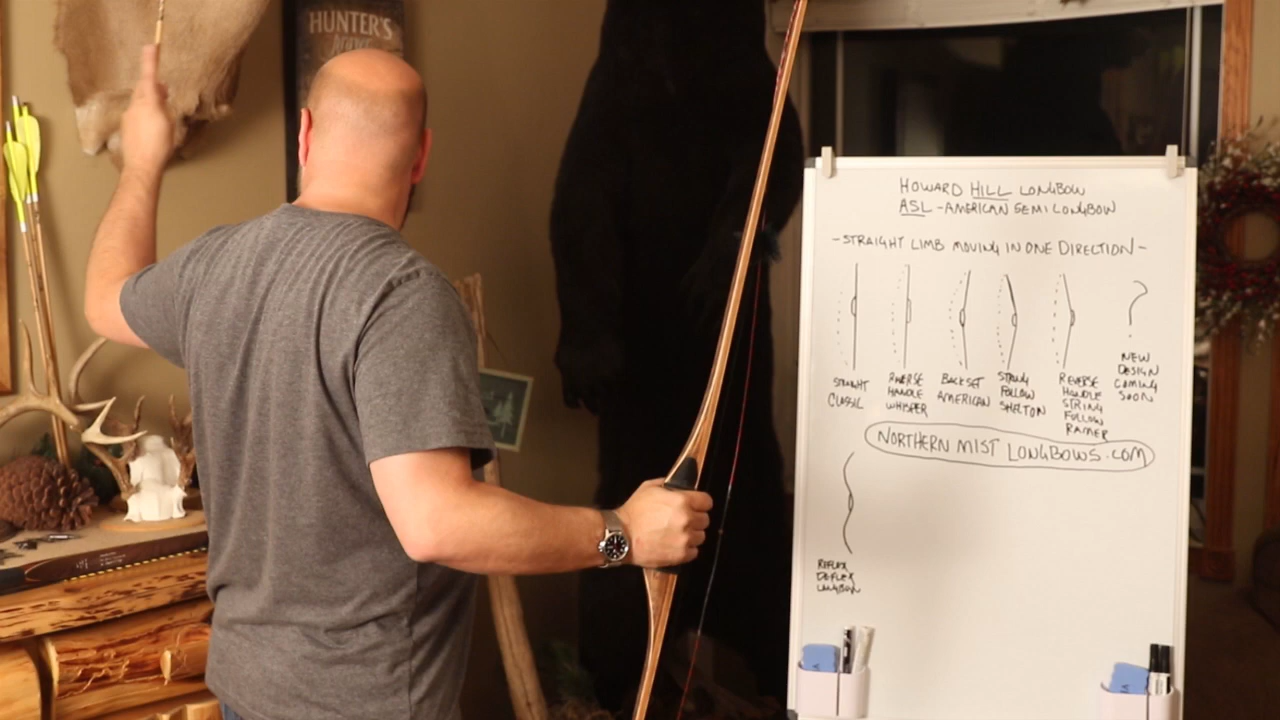 HUNTER'S
Prayer
HOWARD HILL LONGBOW
ASL - AMERICAN SEMI LONGBOW
- STRAIGHT LIMB MOVING IN ONE DIRECTION -
STRAIGHT
CLASSIC
REVERSE
HANDLE
WHISPER
BACKSET
AMERICAN
STRING
FOLLOW
SHELTON
REVERSE
HANDLE
STRING
FOLLOW
RAMER
?
NEW
DESIGN
COMING
SOON
NORTHERN MIST LONGBOWS.COM
REFLEX
DEFLEX
LONGBOW